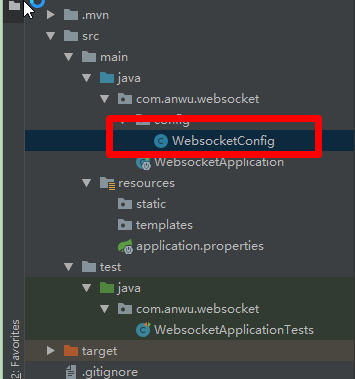 .mvn
src
main
java
com.anwu.websocket
config
WebsocketConfig
WebsocketApplication
resources
static
templates
application.properties
test
java
com.anwu.websocket
WebsocketApplicationTests
target
.gitignore
2: Favorites